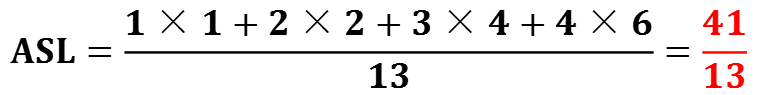 ASL = (1 × 1 + 2 × 2 + 3 × 4 + 4 × 6) / 13 = 41 / 13